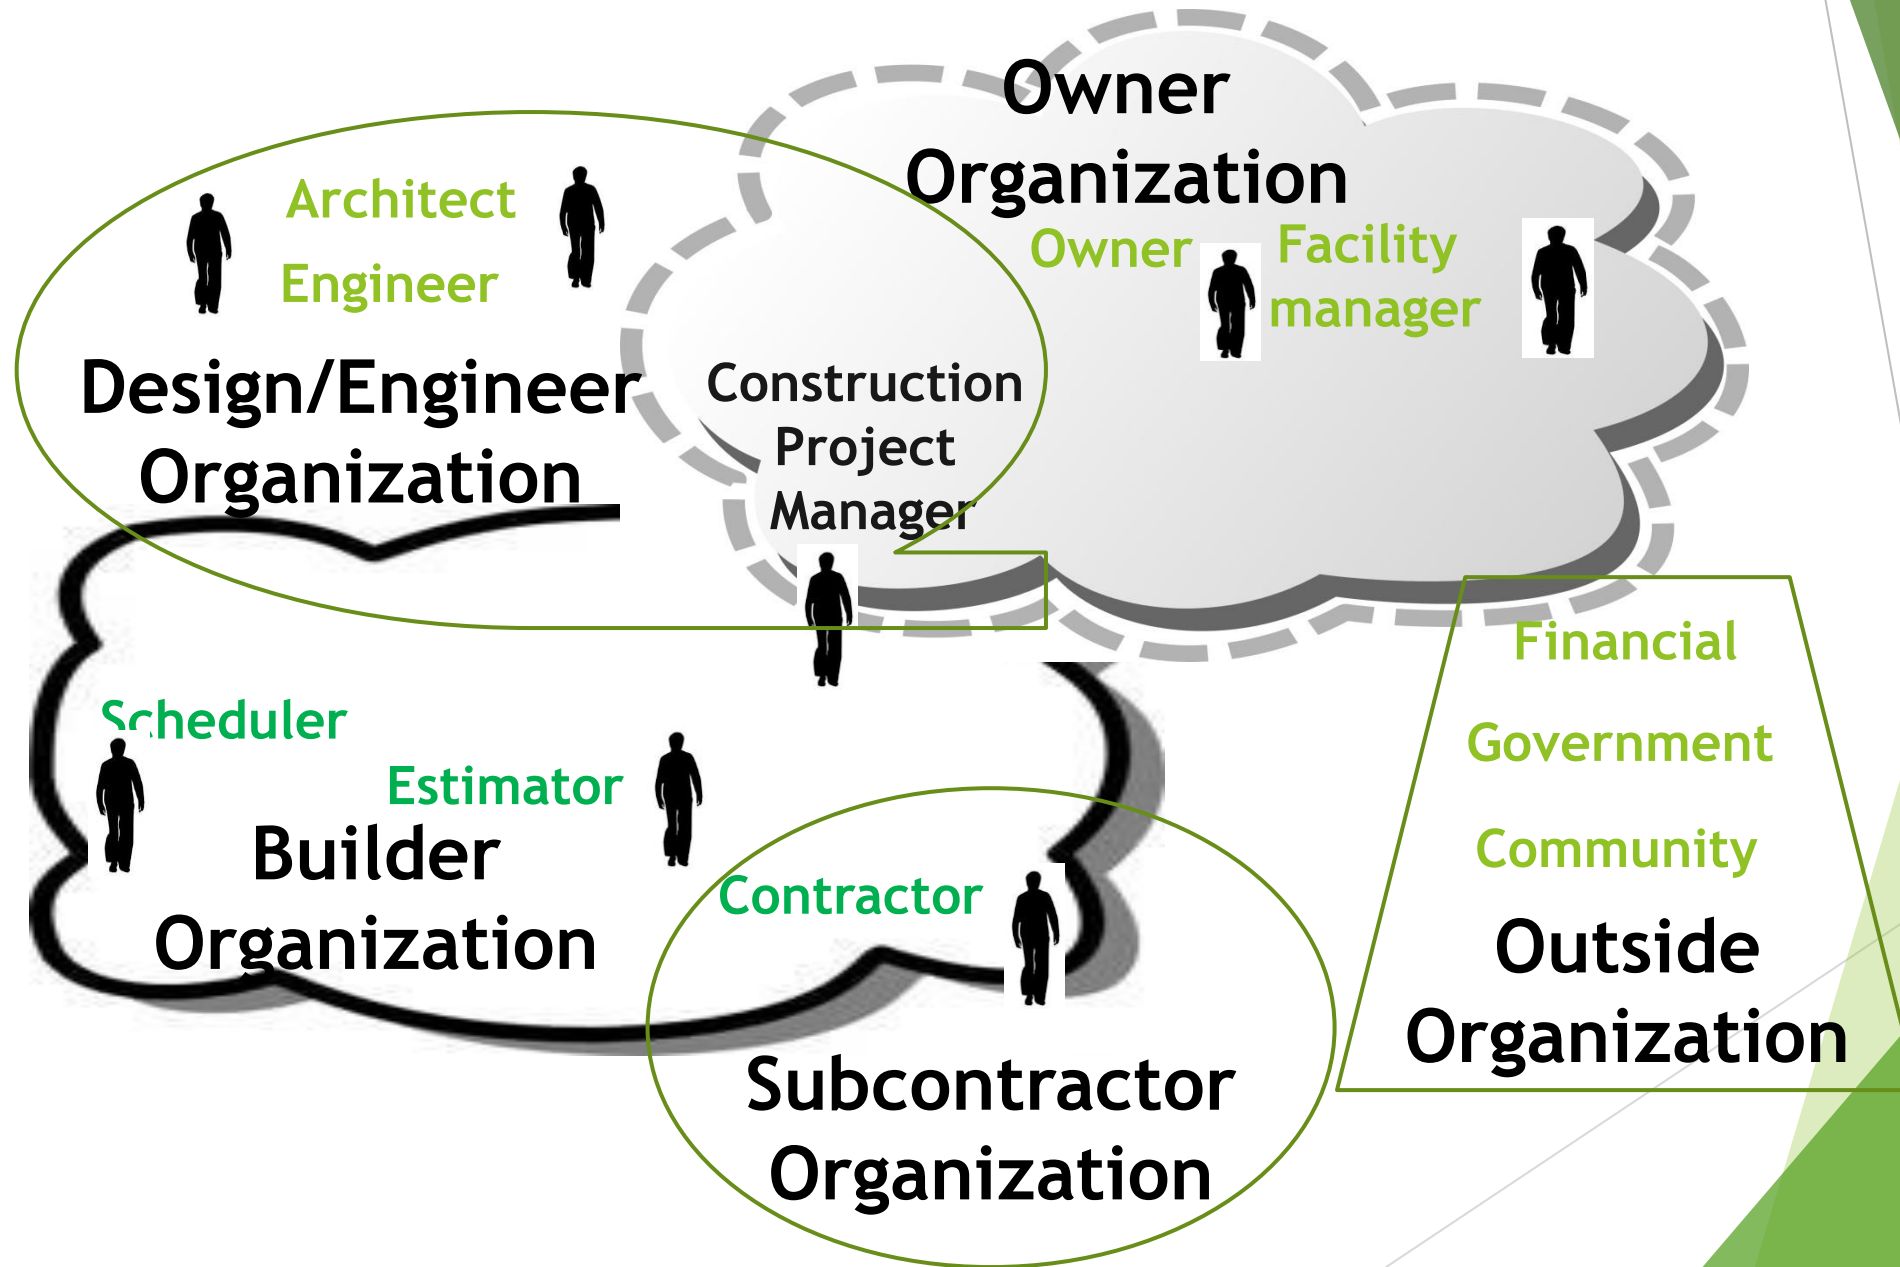 Owner
Organization
Owner
Facility
manager
Architect
Engineer
Design/Engineer
Organization
Construction
Project
Manager
Scheduler
Estimator
Builder
Organization
Contractor
Subcontractor
Organization
Financial
Government
Community
Outside
Organization